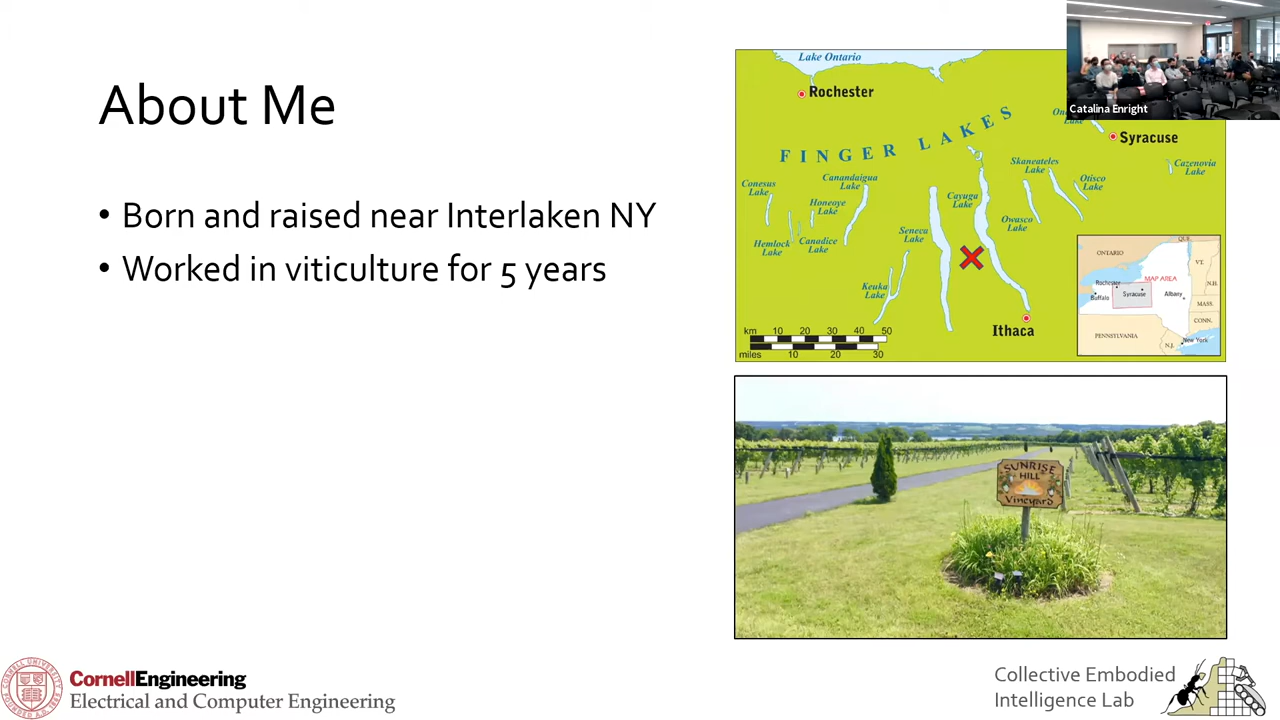 About Me
• Born and raised near Interlaken NY
• Worked in viticulture for 5 years
Catalina Enright
Lake Ontario
Rochester
Syracuse
FINGER LAKES
Conesus
Lake
Hemlock
Lake
Canadice
Lake
Honeoye
Lake
Canandaigua
Lake
Keuka
Lake
Seneca
Lake
Cayuga
Lake
Owasco
Lake
Skaneateles
Lake
Otisco
Lake
Cazenovia
Lake
Ithaca
km 10 20 30 40 50
miles 10 20 30
ONTARIO
QUE.
VT.
N.H.
MAP AREA
Rochester
Buffalo
Syracuse
Albany
MASS.
CONN.
PENNSYLVANIA
N.J.
New York
SUNRISE
HILL
Vineyard
CornellEngineering
Electrical and Computer Engineering
Collective Embodied
Intelligence Lab